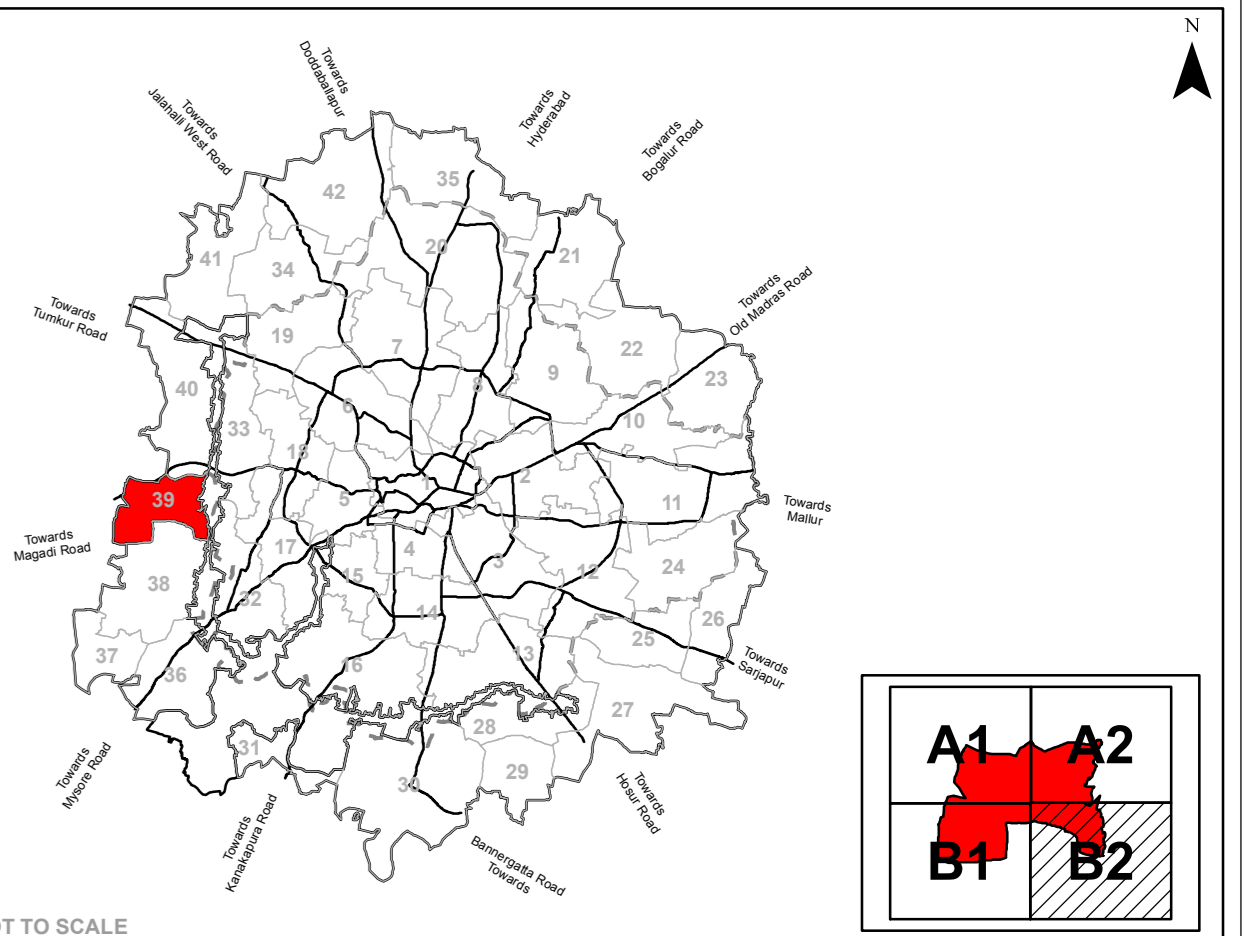 N
Towards
Doddaballapur
Towards
Jalahalli West Road
Towards
Hyderabad
Towards
Bogalur Road
35
42
20
21
41
34
Towards
Old Madras Road
Towards
Tumkur Road
19
7
22
9
23
40
8
6
10
33
18
2
1
39
5
11
Towards
Mallur
Towards
Magadi Road
17
4
3
15
12
24
38
32
14
26
25
13
37
16
36
Towards
Sarjapur
27
28
31
29
30
Towards
Mysore Road
Towards
Kanakapura Road
Towards
Hosur Road
Bannergatta Road
Towards
A1
A2
B1
B2
OT TO SCALE